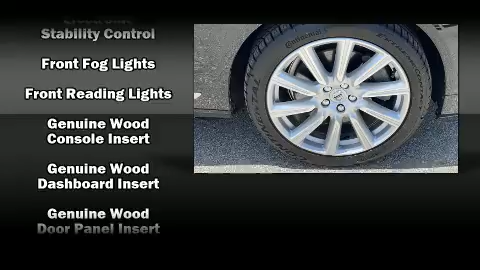 Stability Control
Front Fog Lights
Front Reading Lights
Genuine Wood
Console Insert
Genuine Wood
Dashboard Insert
Genuine Wood
Door Panel Insert
Continental